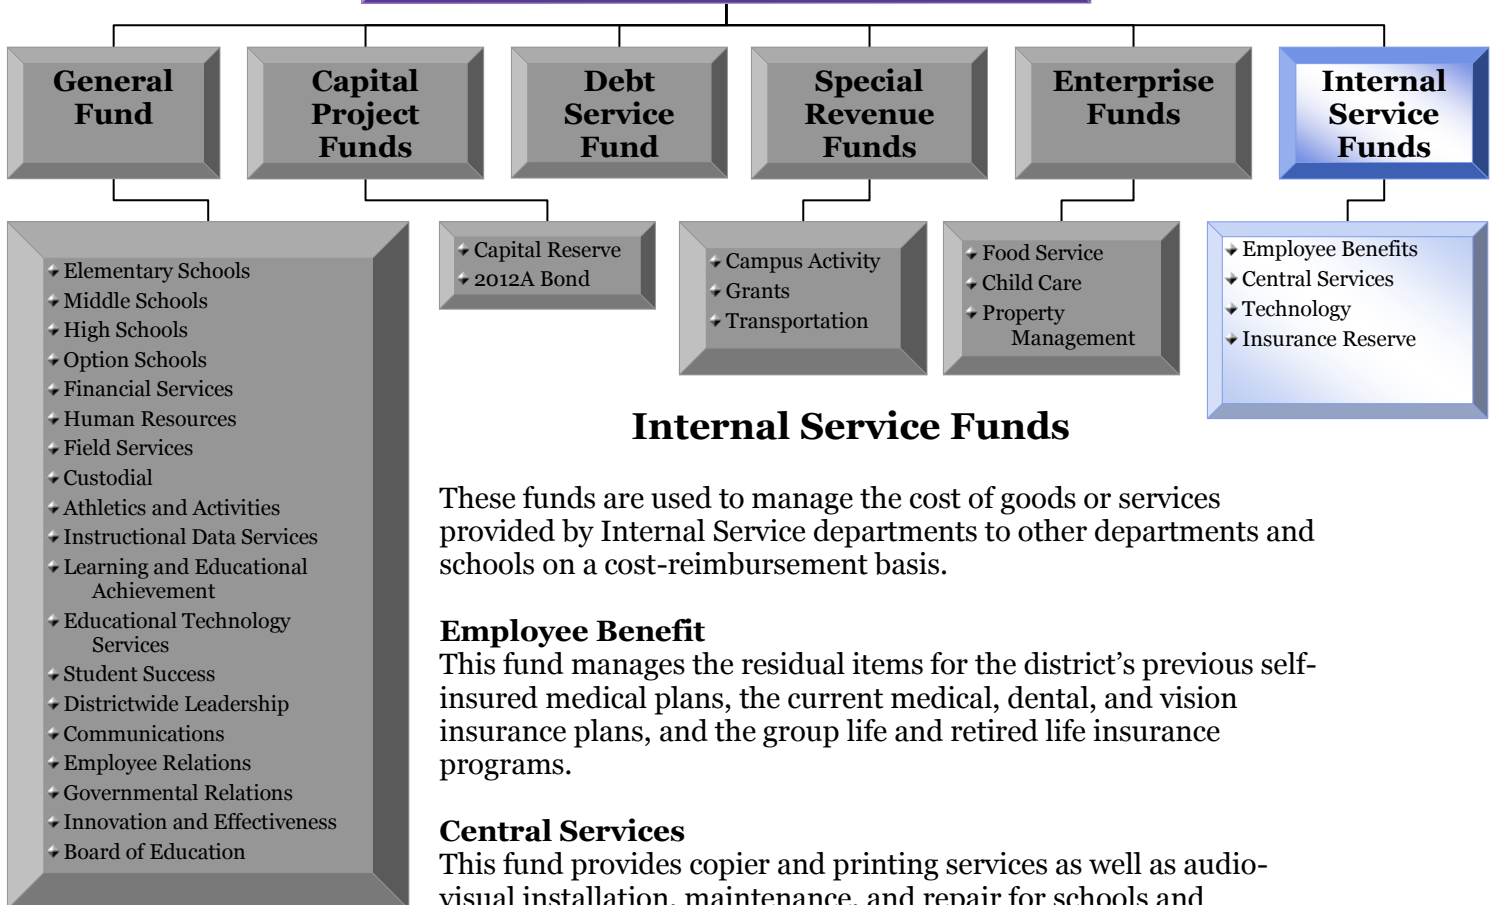 General
Fund
Capital
Project
Funds
Debt
Service
Fund
Special
Revenue
Funds
Enterprise
Funds
Internal
Service
Funds
Elementary Schools
Middle Schools
High Schools
Option Schools
Financial Services
Human Resources
Field Services
Custodial
Athletics and Activities
Instructional Data Services
Learning and Educational
Achievement
Educational Technology
Services
Student Success
Districtwide Leadership
Communications
Employee Relations
Governmental Relations
Innovation and Effectiveness
Board of Education
Capital Reserve
2012A Bond
Campus Activity
Grants
Transportation
Food Service
Child Care
Property
Management
Employee Benefits
Central Services
Technology
Insurance Reserve
Internal Service Funds
These funds are used to manage the cost of goods or services
provided by Internal Service departments to other departments and
schools on a cost-reimbursement basis.
Employee Benefit
This fund manages the residual items for the district’s previous self-
insured medical plans, the current medical, dental, and vision
insurance plans, and the group life and retired life insurance
programs.
Central Services
This fund provides copier and printing services as well as audio-
visual installation, maintenance, and repair for schools and